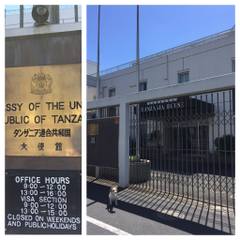 SSY OF THE UN
PUBLIC OF TANZA
タンザニア連合共和国
大使館
OFFICE HOURS
9:00 - 12:00
13:00 - 16:00
VISA SECTION
9:00 - 12:00
13:00 - 15:00
CLOSED ON WEEKENDS
AND PUBLIC HOLIDAYS
TANZANIA HOUSE